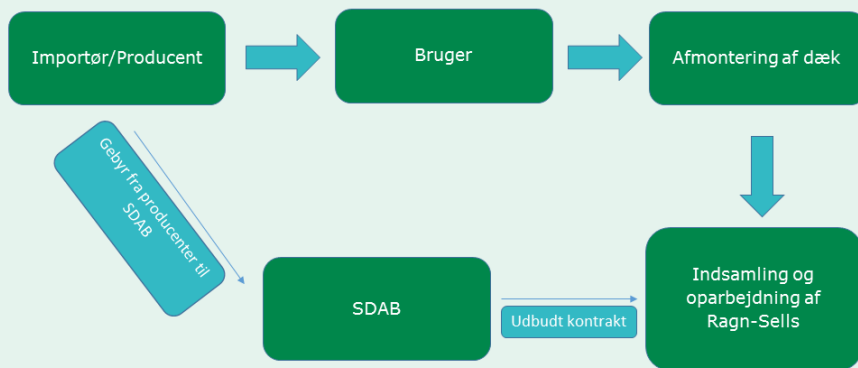 Importør/Producent
Bruger
Afmontering af dæk
Gebyr fra producenter til
SDAB
SDAB
Udbudt kontrakt
Indsamling og
oparbejdning af
Ragn-Sells